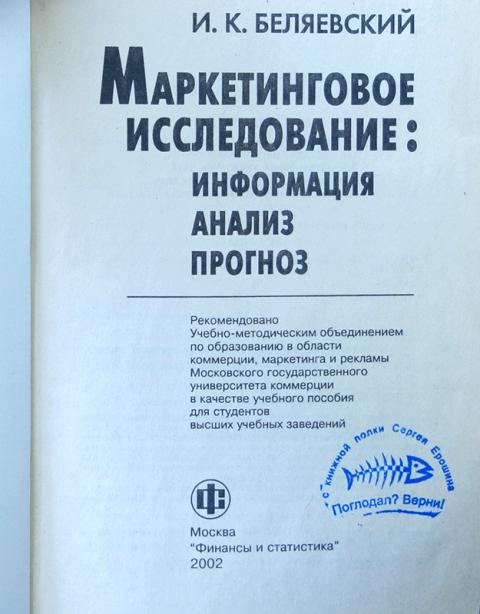 И. К. БЕЛЯЕВСКИЙ
МАРКЕТИНГОВОЕ
ИССЛЕДОВАНИЕ:
ИНФОРМАЦИЯ
АНАЛИЗ
ПРОГНОЗ
Рекомендовано
Учебно-методическим объединением
по образованию в области
коммерции, маркетинга и рекламы
Московского государственного
университета коммерции
в качестве учебного пособия
для студентов
высших учебных заведений
с книжной полки Сергея Ерошина
Поглодал? Верни!
ФС
Москва
"Финансы и статистика"
2002